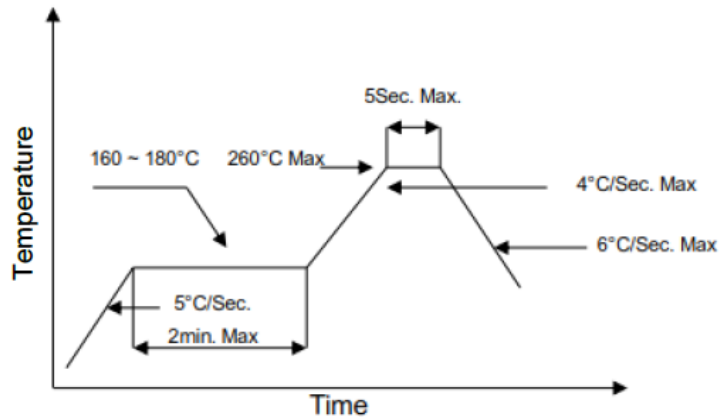 5Sec. Max.
160 ~ 180°C
260°C Max
4°C/Sec. Max
6°C/Sec. Max
5°C/Sec.
2min. Max
Temperature
Time